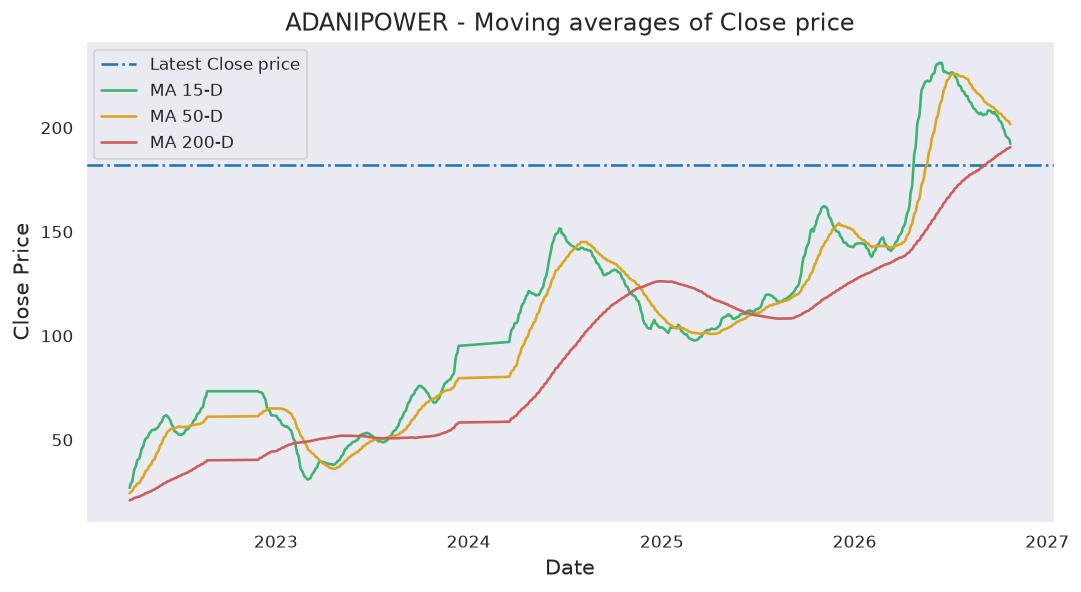 ADANIPOWER - Moving averages of Close price
Latest Close price
MA 15-D
MA 50-D
MA 200-D
200
150
100
50
Close Price
2023 2024 2025 2026 2027
Date